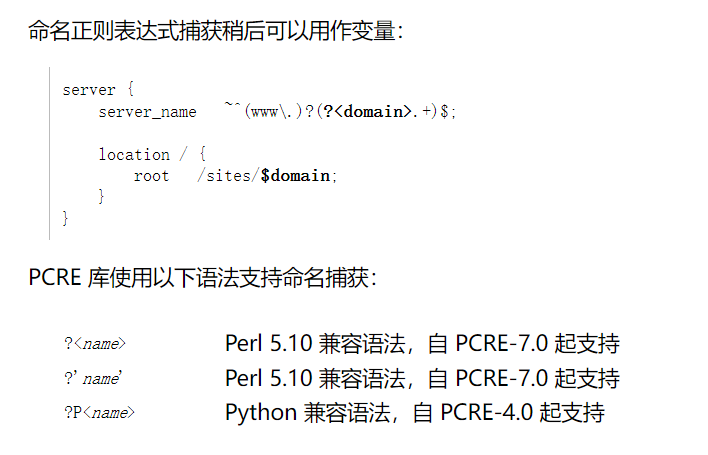 命名正则表达式捕获稍后可以用作变量：
server {
    server_name   ~^(www\.)?(?<domain>.+)$;
    location / {
        root   /sites/$domain;
    }
}
PCRE 库使用以下语法支持命名捕获：
?<name> Perl 5.10 兼容语法，自 PCRE-7.0 起支持
?'name' Perl 5.10 兼容语法，自 PCRE-7.0 起支持
?P<name> Python 兼容语法，自 PCRE-4.0 起支持